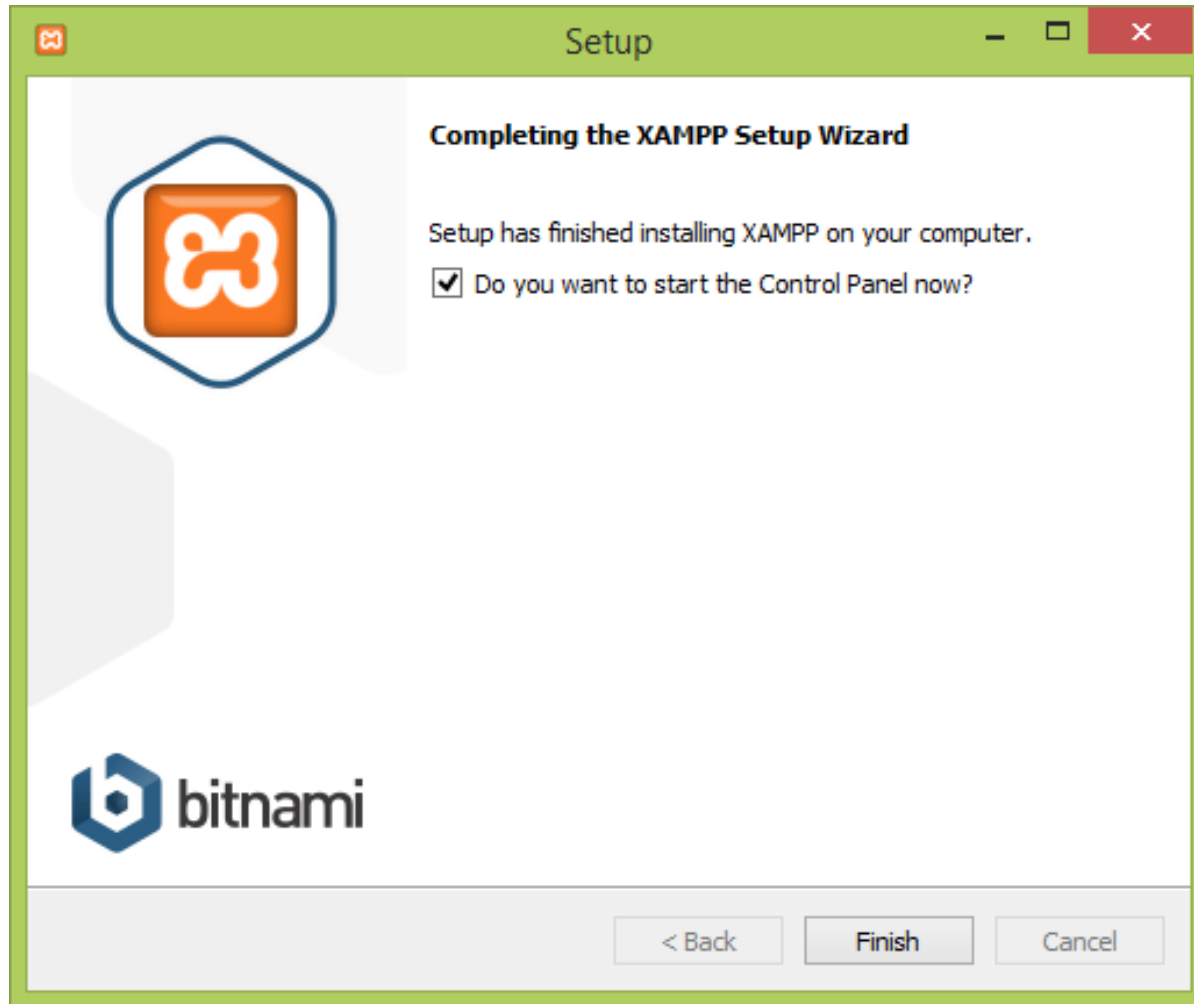 Setup
Completing the XAMPP Setup Wizard
Setup has finished installing XAMPP on your computer.
Do you want to start the Control Panel now?
bitnami
< Back
Finish
Cancel